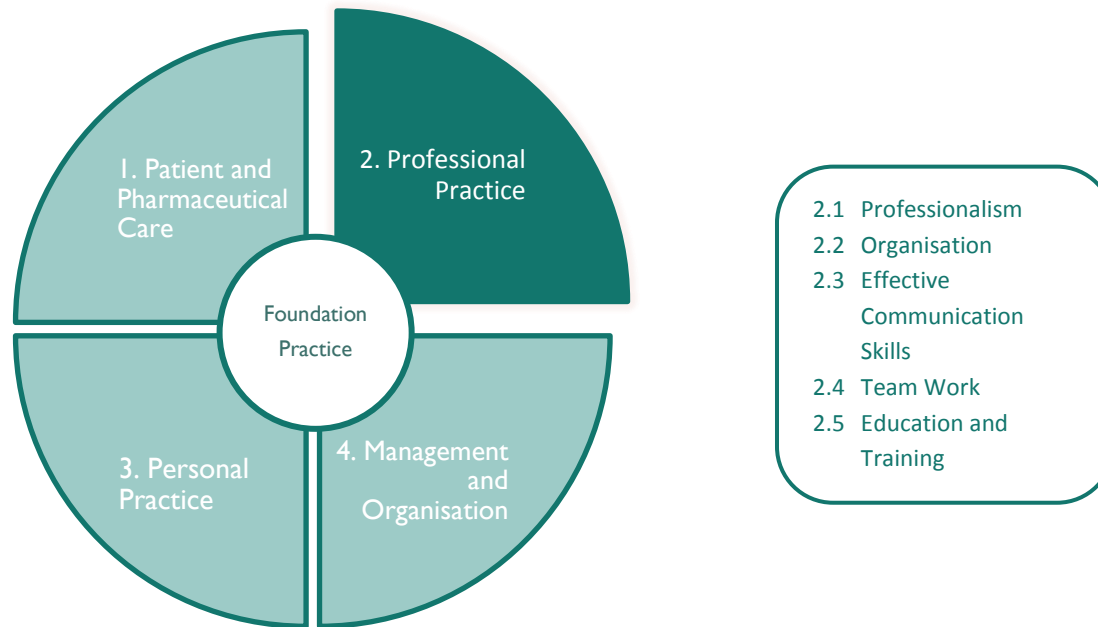 1. Patient and
Pharmaceutical
Care
2. Professional
Practice
Foundation
Practice
3. Personal
Practice
4. Management
and
Organisation
2.1 Professionalism
2.2 Organisation
2.3 Effective
Communication
Skills
2.4 Team Work
2.5 Education and
Training